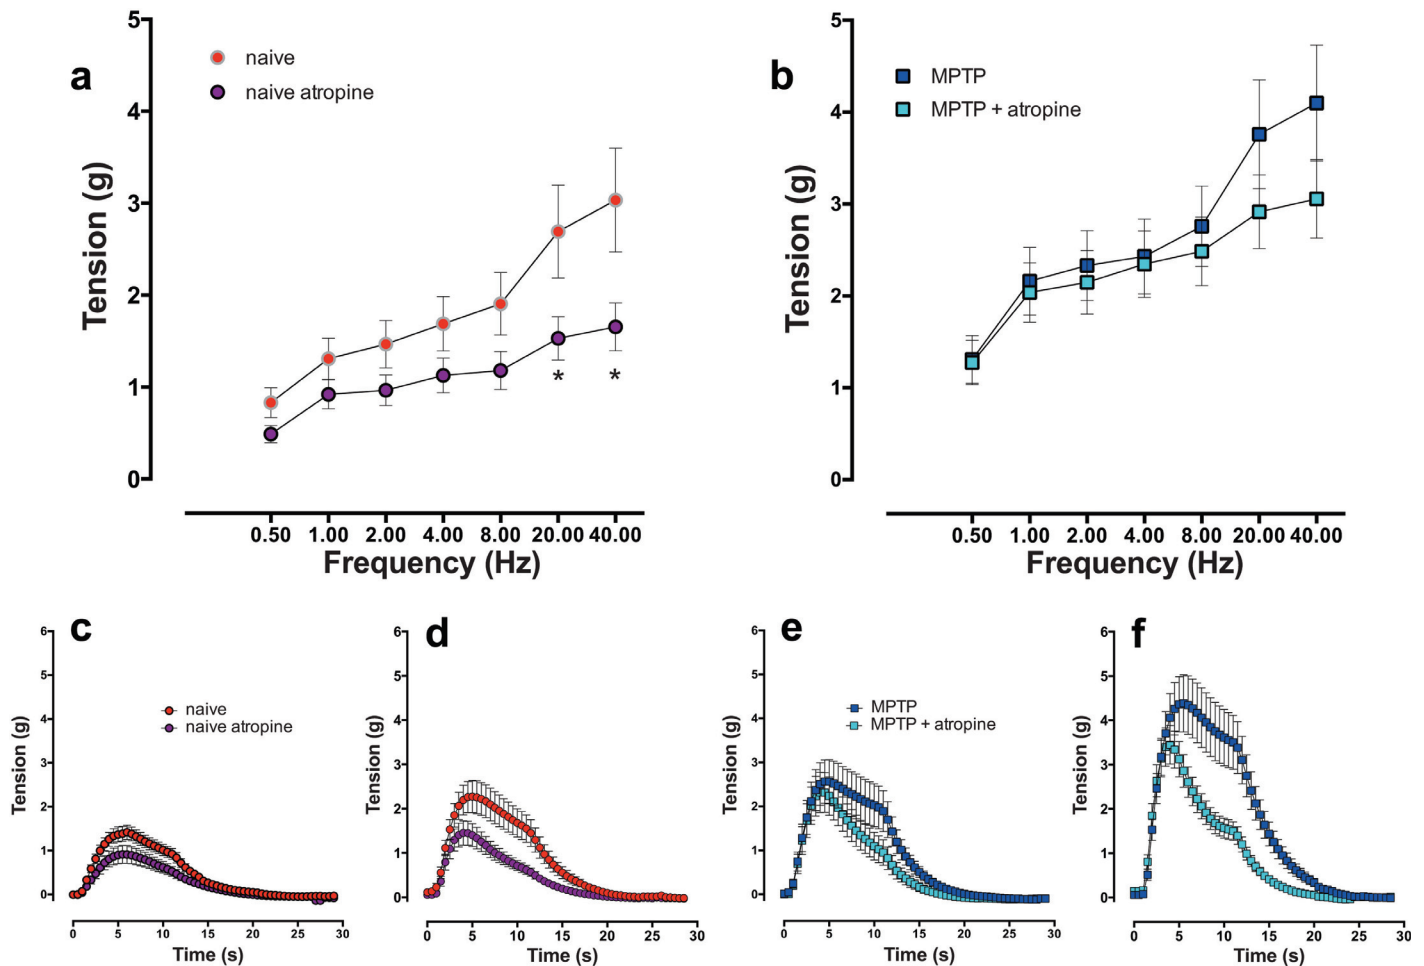 a
naive
naive atropine
Tension (g)
5
4
3
2
1
0
* *
0.50 1.00 2.00 4.00 8.00 20.00 40.00
Frequency (Hz)
b
MPTP
MPTP + atropine
Tension (g)
5
4
3
2
1
0
0.50 1.00 2.00 4.00 8.00 20.00 40.00
Frequency (Hz)
c
naive
naive atropine
Tension (g)
6
5
4
3
2
1
0
0 5 10 15 20 25 30
Time (s)
d
Tension (g)
6
5
4
3
2
1
0
0 5 10 15 20 25 30
Time (s)
e
MPTP
MPTP + atropine
Tension (g)
6
5
4
3
2
1
0
0 5 10 15 20 25 30
Time (s)
f
Tension (g)
6
5
4
3
2
1
0
0 5 10 15 20 25 30
Time (s)